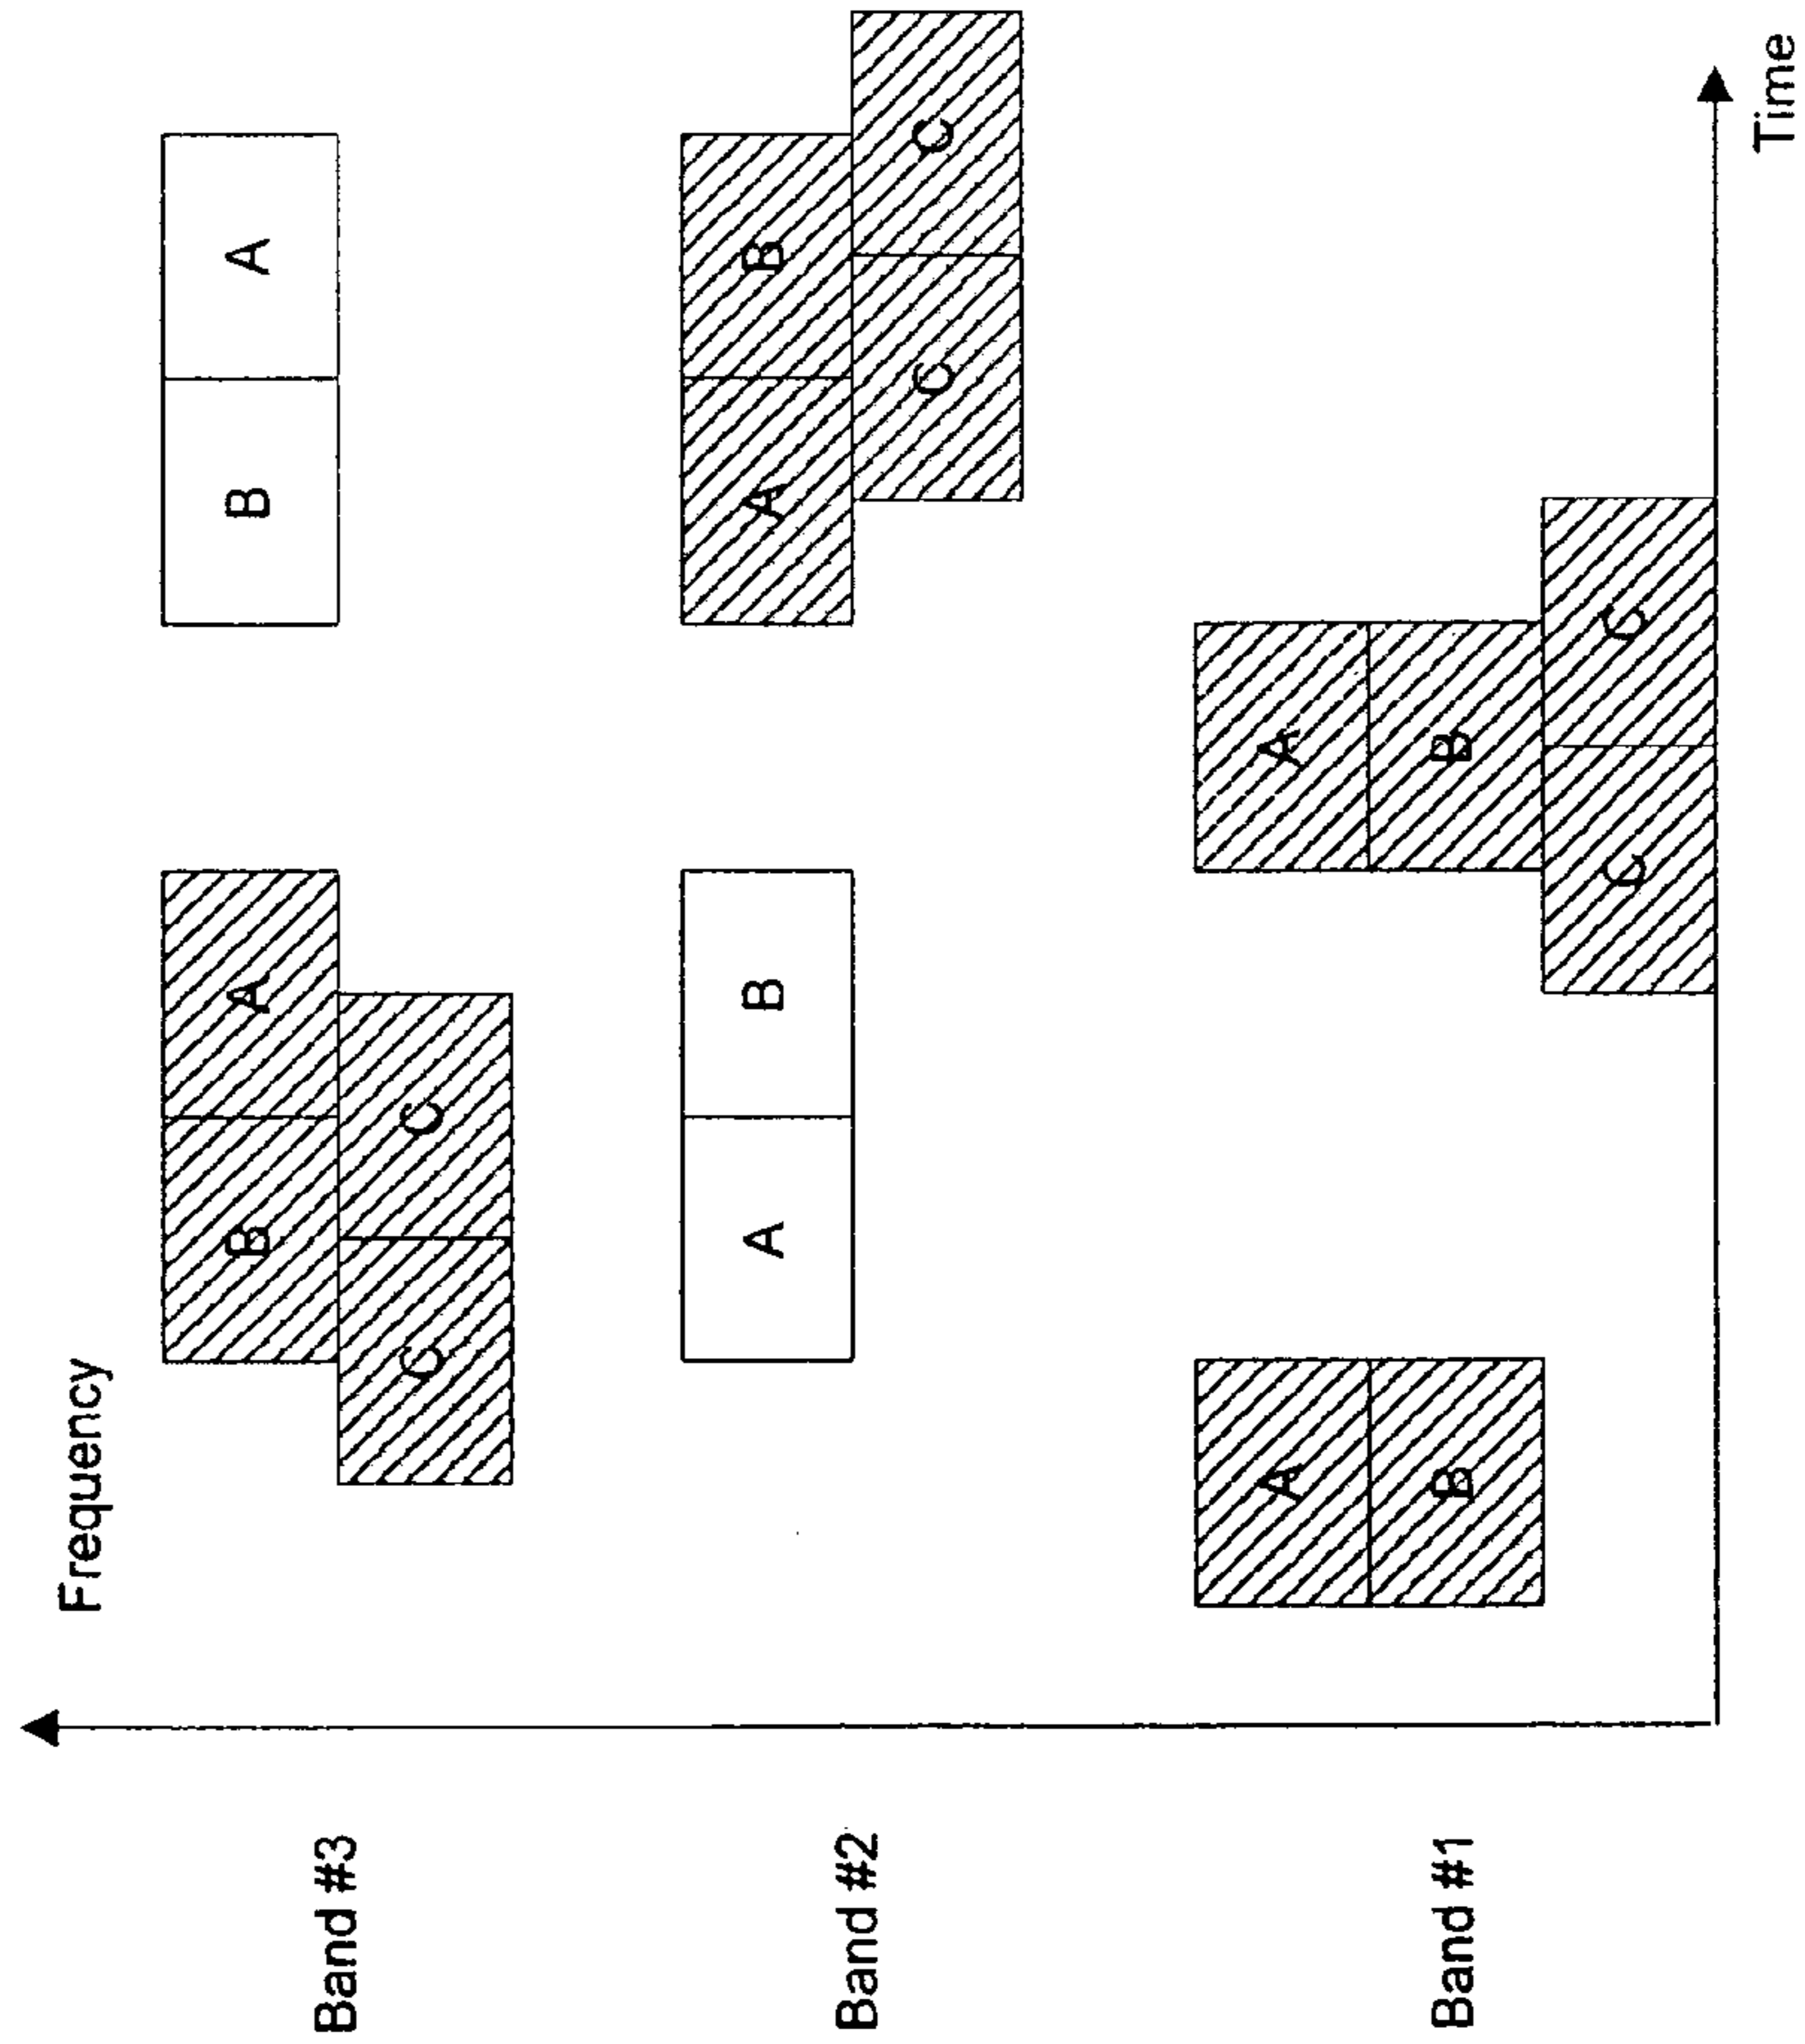 Frequency
B A B A
Band #3
C C
A B A B
Band #2
C C
A A
Band #1 B B
C C
Time